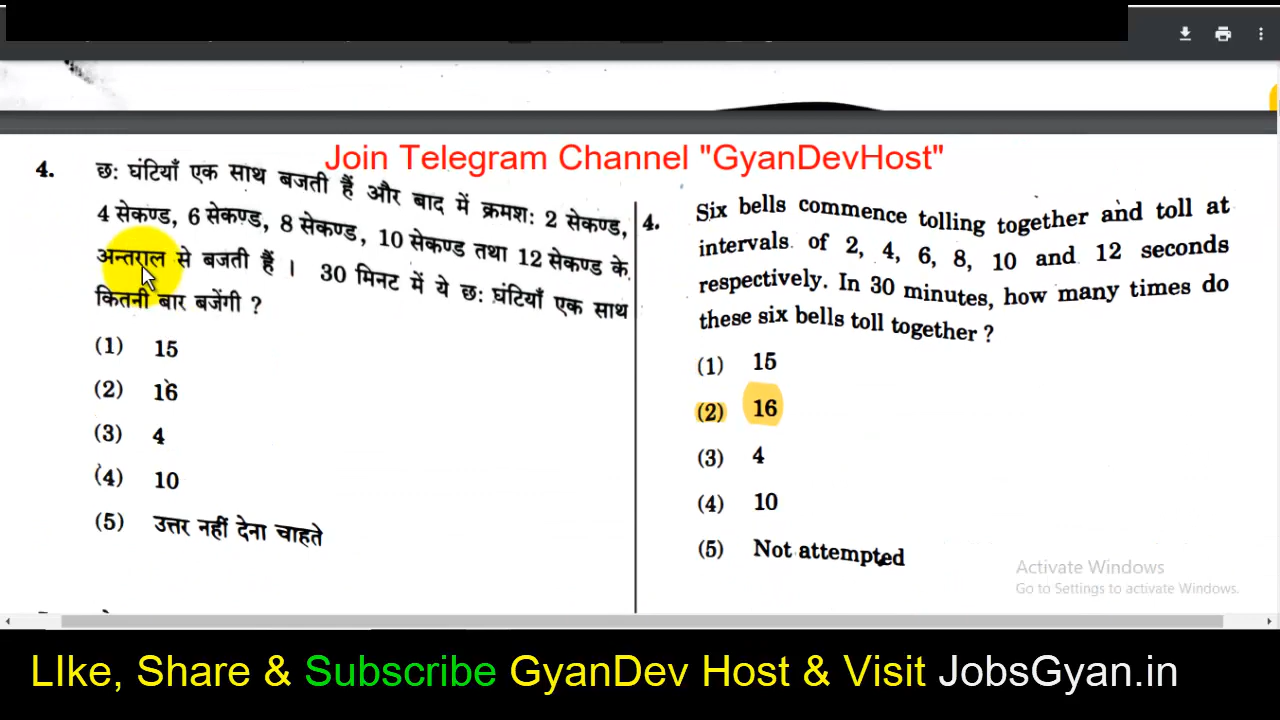 Join Telegram Channel "GyanDevHost"
4. छ: घंटियाँ एक साथ बजती हैं और बाद में क्रमश: 2 सेकण्ड,
4 सेकण्ड, 6 सेकण्ड, 8 सेकण्ड, 10 सेकण्ड तथा 12 सेकण्ड के
अन्तराल से बजती हैं । 30 मिनट में ये छ: घंटियाँ एक साथ
कितनी बार बजेंगी ?
(1) 15
(2) 16
(3) 4
(4) 10
(5) उत्तर नहीं देना चाहते
4. Six bells commence tolling together and toll at
intervals of 2, 4, 6, 8, 10 and 12 seconds
respectively. In 30 minutes, how many times do
these six bells toll together ?
(1) 15
(2) 16
(3) 4
(4) 10
(5) Not attempted
Activate Windows
Go to Settings to activate Windows.
LIke, Share & Subscribe GyanDev Host & Visit JobsGyan.in